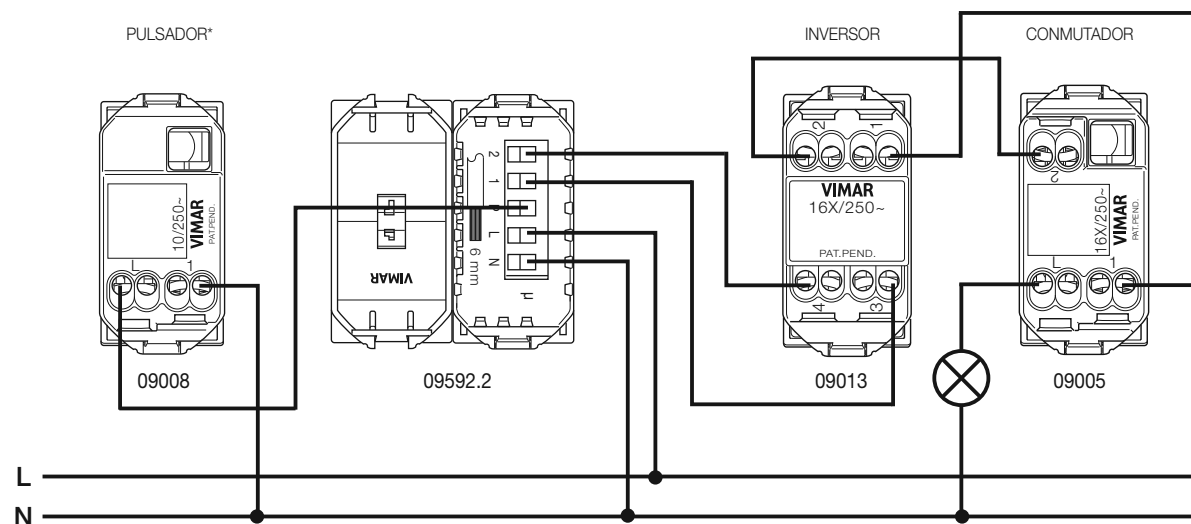 PULSADOR*
INVERSOR
CONMUTADOR
10/250~
VIMAR
PAT.PEND.
L
1
09008
VIMAR
2
1
P
L
N
6 mm
µ
09592.2
2
1
VIMAR
16X/250~
PAT.PEND.
4
3
09013
2
16X/250~
VIMAR
PAT.PEND.
L
1
09005
L
N